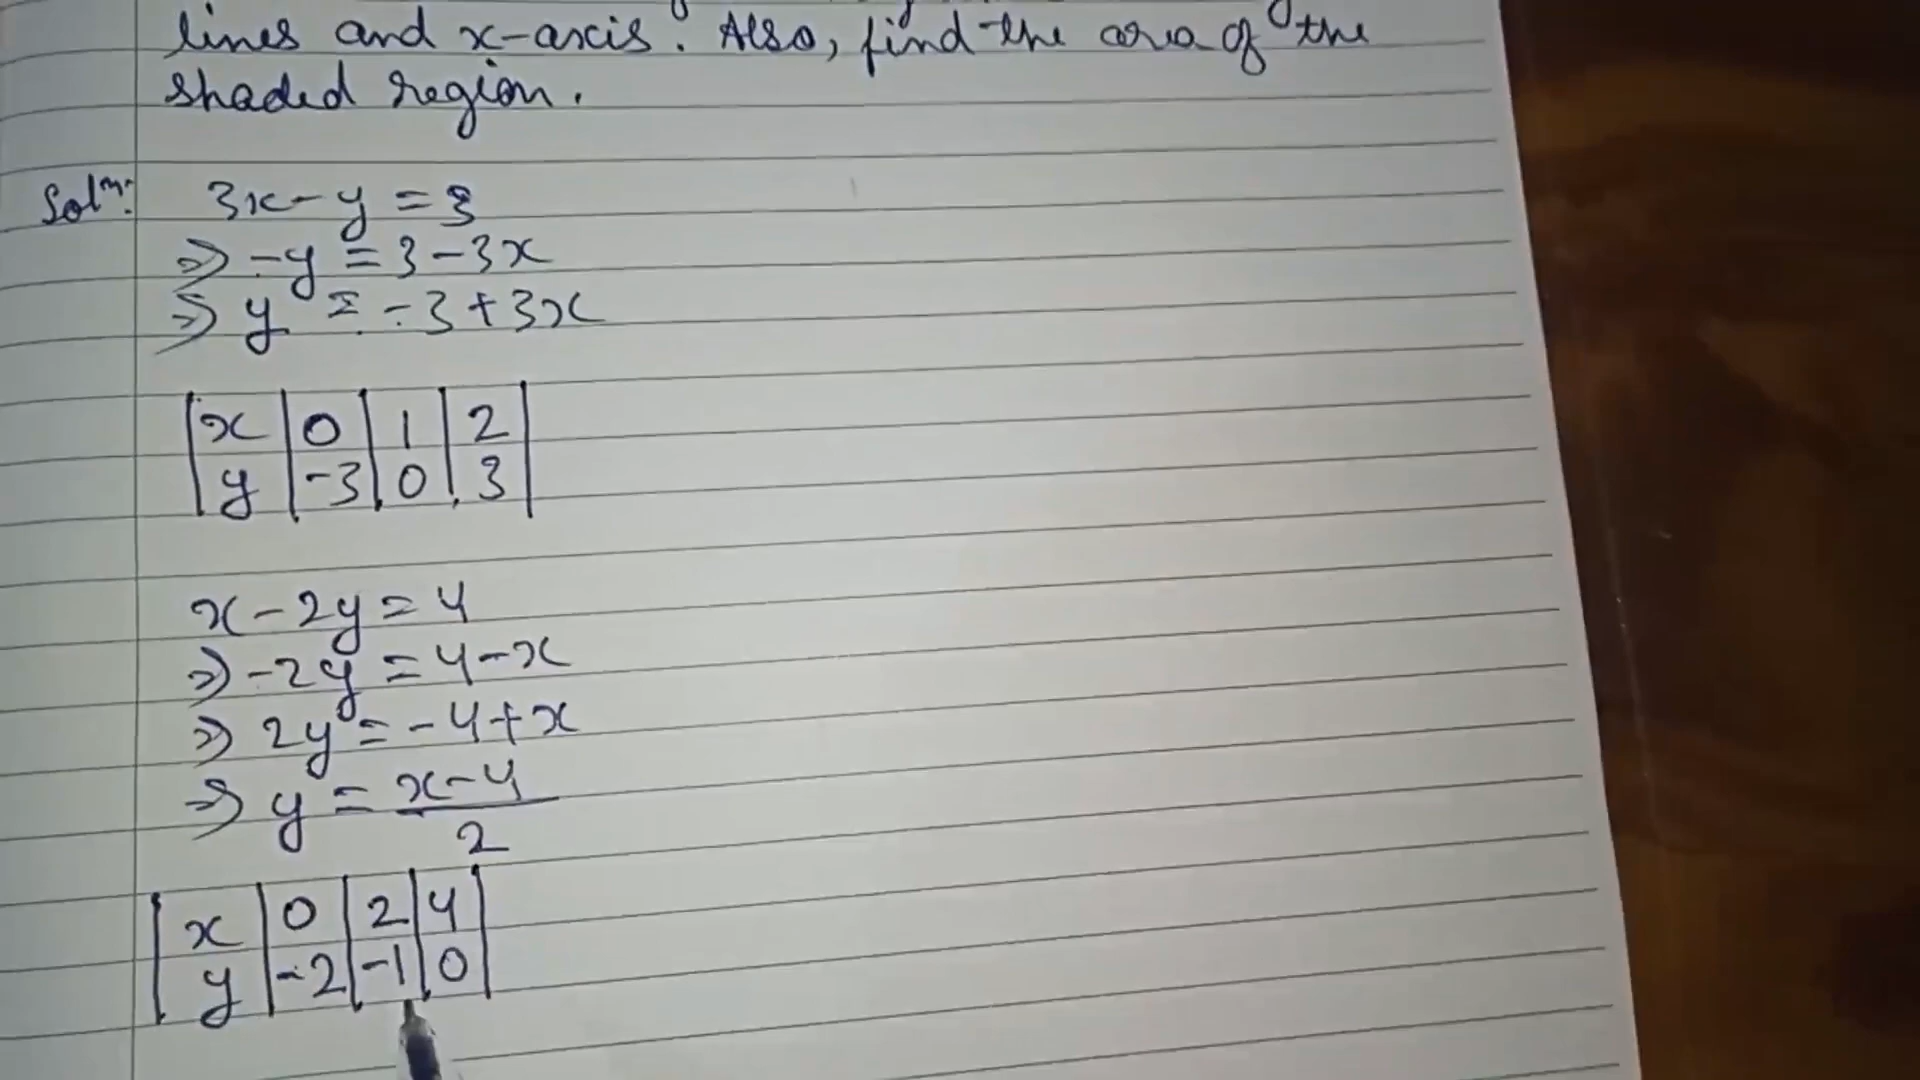 lines and x-axis. Also, find the area of the
shaded region.
Solⁿ: 3x - y = 3
⇒ -y = 3 - 3x
⇒ y = -3 + 3x
x | 0 | 1 | 2
y | -3 | 0 | 3
x - 2y = 4
⇒ -2y = 4 - x
⇒ 2y = -4 + x
⇒ y = x - 4
2
x | 0 | 2 | 4
y | -2 | -1 | 0